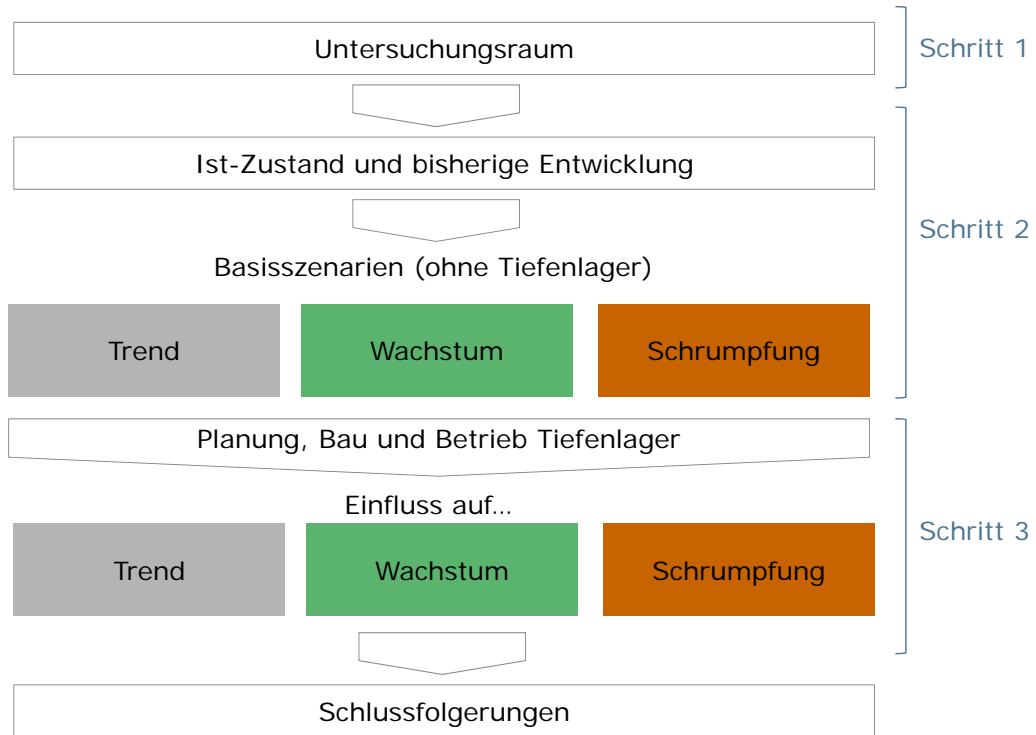 Untersuchungsraum
Schritt 1
Ist-Zustand und bisherige Entwicklung
Schritt 2
Basisszenarien (ohne Tiefenlager)
Trend
Wachstum
Schrumpfung
Planung, Bau und Betrieb Tiefenlager
Einfluss auf…
Schritt 3
Trend
Wachstum
Schrumpfung
Schlussfolgerungen